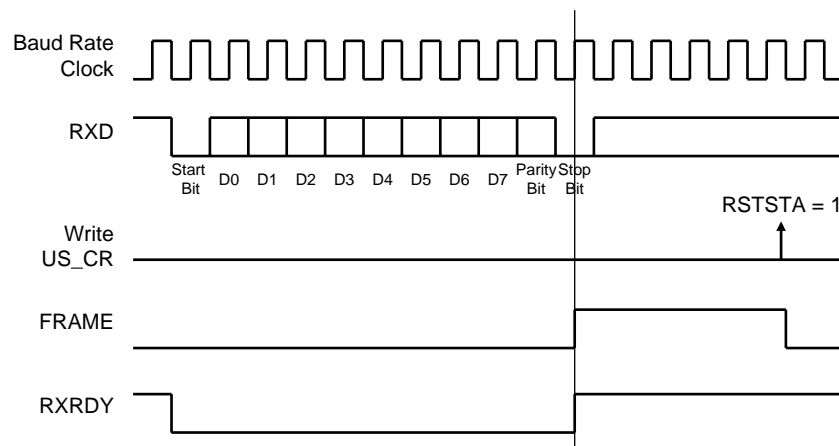 Baud Rate
Clock
RXD
Start
Bit
D0 D1 D2 D3 D4 D5 D6 D7
Parity
Bit
Stop
Bit
RSTSTA = 1
Write
US_CR
FRAME
RXRDY